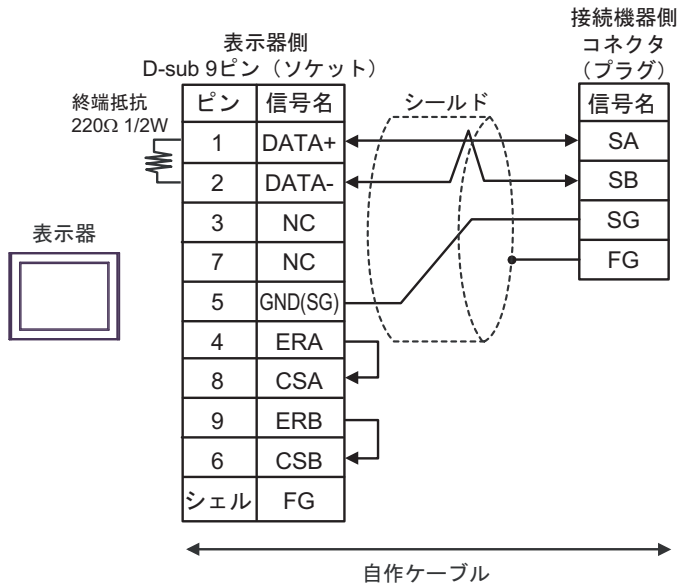 接続機器側
コネクタ
（プラグ）
表示器側
D-sub 9ピン（ソケット）
終端抵抗
220Ω 1/2W
シールド
ピン 信号名
1 DATA+
2 DATA-
3 NC
7 NC
5 GND(SG)
4 ERA
8 CSA
9 ERB
6 CSB
シェル FG
信号名
SA
SB
SG
FG
表示器
自作ケーブル